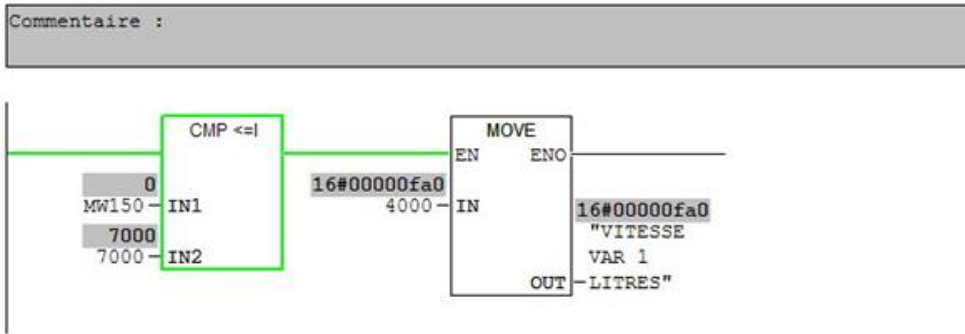 Commentaire :
CMP <=I
MOVE
EN ENO
0
MW150 IN1
16#00000fa0
4000 IN
7000
7000 IN2
16#00000fa0
"VITESSE
VAR 1
OUT LITRES"